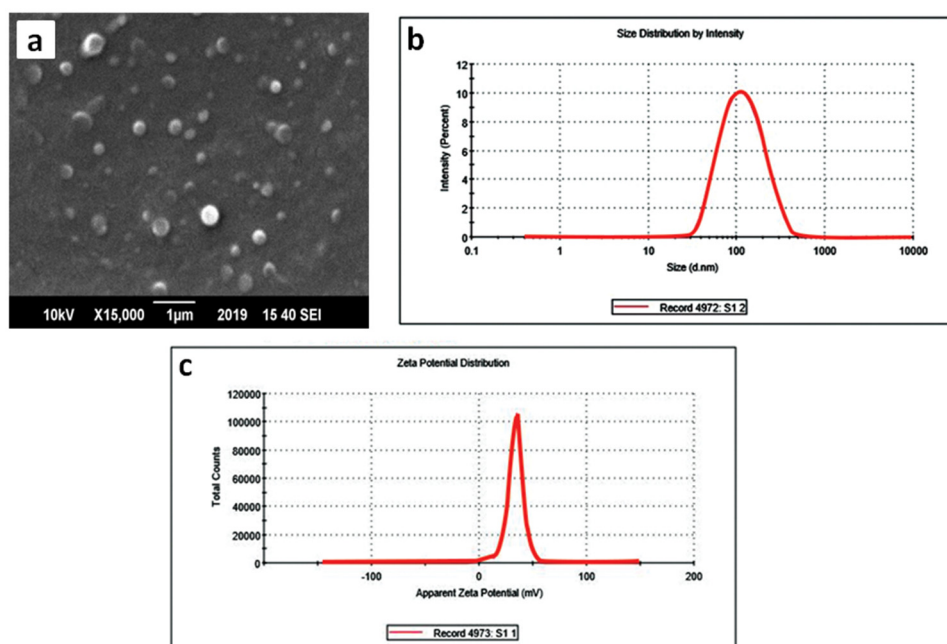 a
10kV X15,000 1µm 2019 15 40 SEI
b
Size Distribution by Intensity
Intensity (Percent)
12
10
8
6
4
2
0
0.1 1 10 100 1000 10000
Size (d.nm)
Record 4972: S1 2
c
Zeta Potential Distribution
Total Counts
120000
100000
80000
60000
40000
20000
0
-100 0 100 200
Apparent Zeta Potential (mV)
Record 4973: S1 1